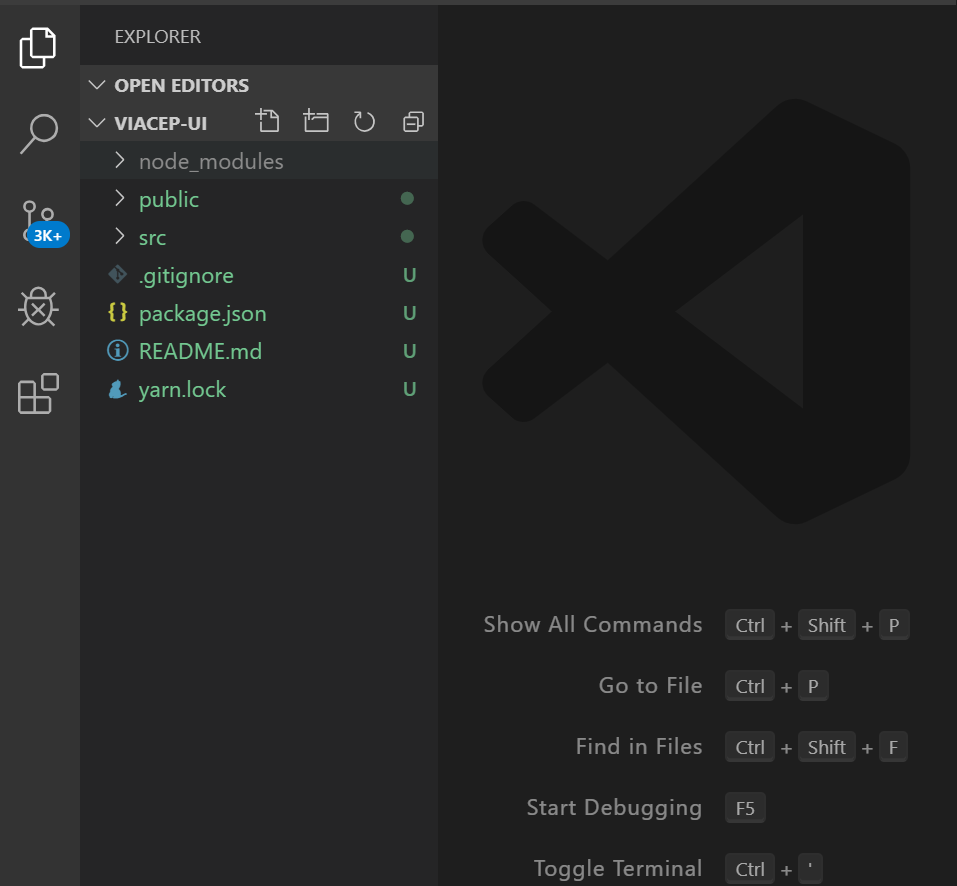 EXPLORER
OPEN EDITORS
VIACEP-UI
node_modules
public
src
3K+
.gitignore U
{} package.json U
README.md U
yarn.lock U
Show All Commands Ctrl + Shift + P
Go to File Ctrl + P
Find in Files Ctrl + Shift + F
Start Debugging F5
Toggle Terminal Ctrl + '